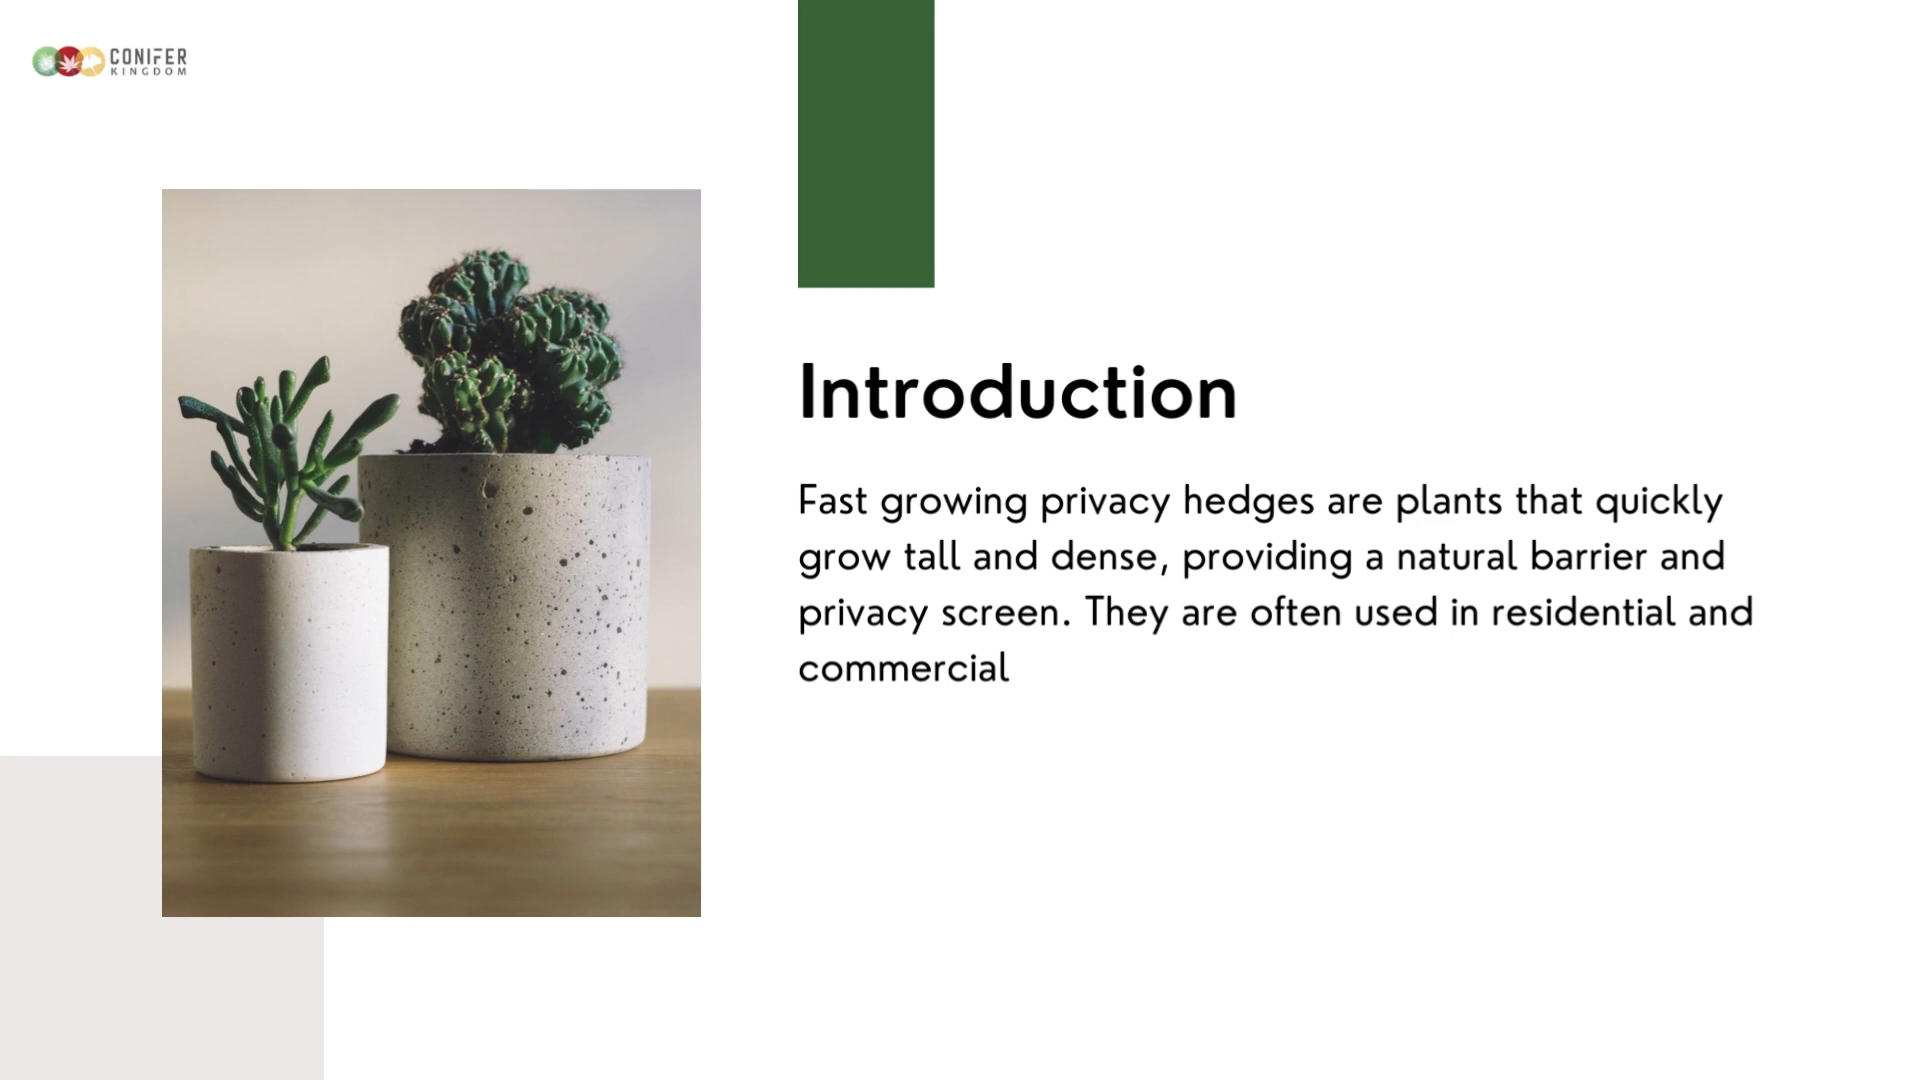 CONIFER
KINGDOM
Introduction
Fast growing privacy hedges are plants that quickly
grow tall and dense, providing a natural barrier and
privacy screen. They are often used in residential and
commercial